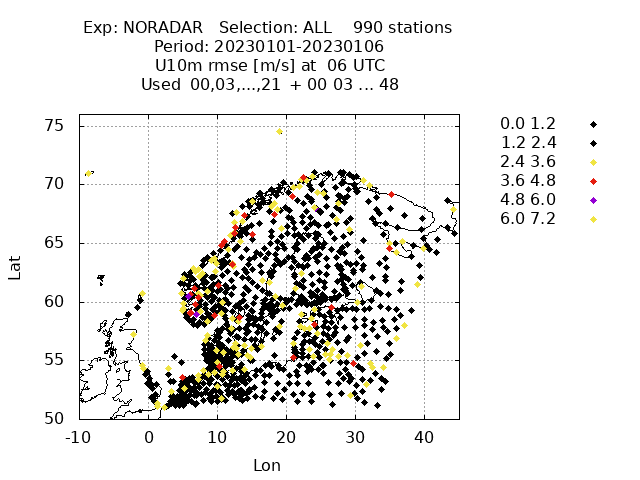 Exp: NORADAR Selection: ALL 990 stations
Period: 20230101-20230106
U10m rmse [m/s] at 06 UTC
Used 00,03,...,21 + 00 03 ... 48
75
70
65
60
55
50
-10 0 10 20 30 40
Lat
Lon
0.0 1.2
1.2 2.4
2.4 3.6
3.6 4.8
4.8 6.0
6.0 7.2